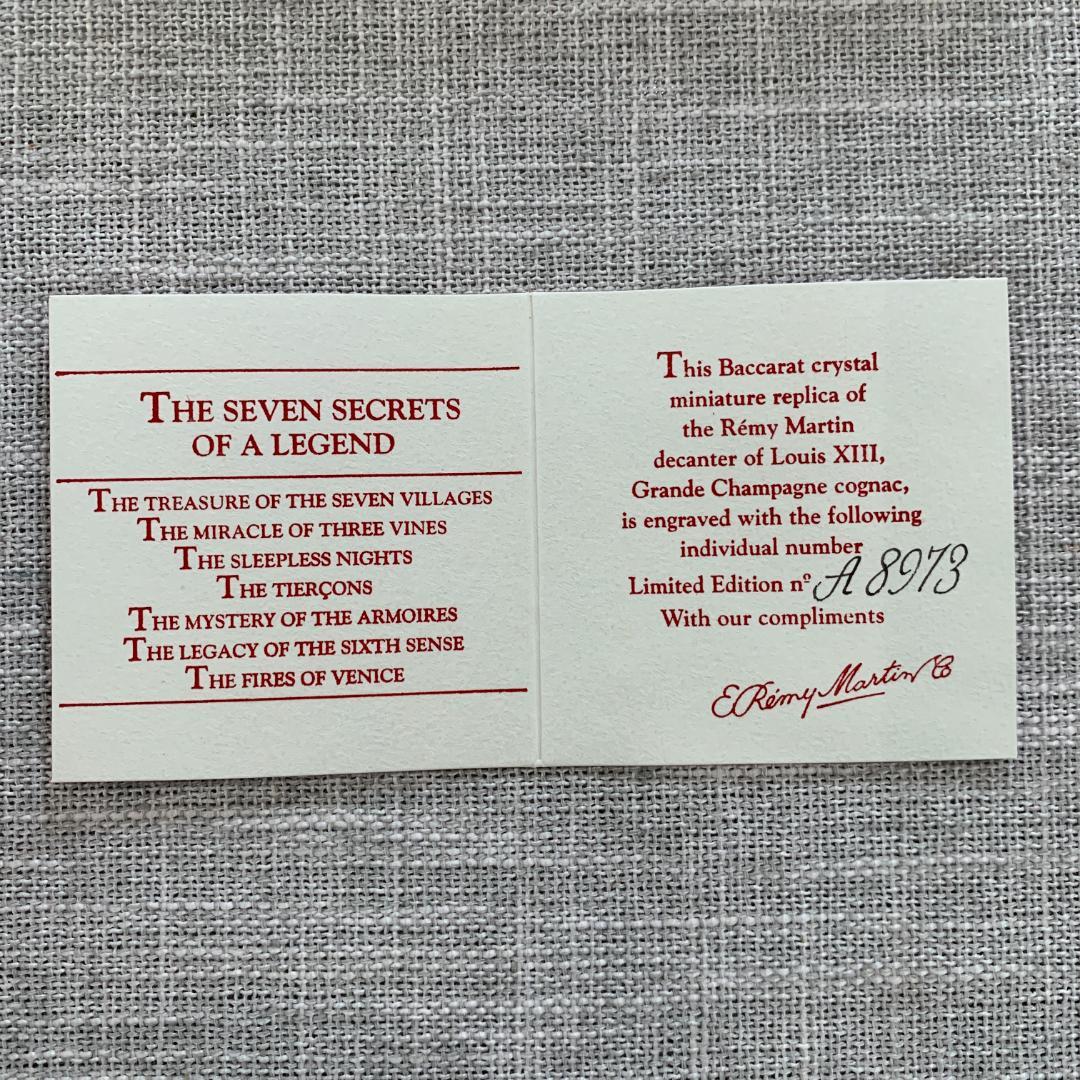 THE SEVEN SECRETS
OF A LEGEND
THE TREASURE OF THE SEVEN VILLAGES
THE MIRACLE OF THREE VINES
THE SLEEPLESS NIGHTS
THE TIERÇONS
THE MYSTERY OF THE ARMOIRES
THE LEGACY OF THE SIXTH SENSE
THE FIRES OF VENICE
This Baccarat crystal
miniature replica of
the Rémy Martin
decanter of Louis XIII,
Grande Champagne cognac,
is engraved with the following
individual number
Limited Edition nº A 8973
With our compliments
E Rémy Martin & Co